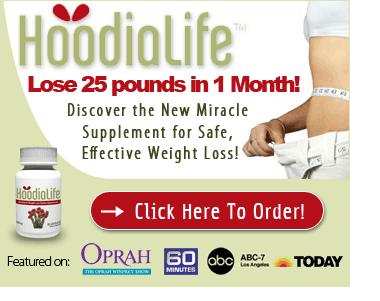 HoodiaLife™
Lose 25 pounds in 1 Month!
Discover the New Miracle
Supplement for Safe,
Effective Weight Loss!
HoodiaLife
Click Here To Order!
Featured on:
OPRAH
THE OPRAH WINFREY SHOW
60
MINUTES
abc
ABC-7
Los Angeles
TODAY